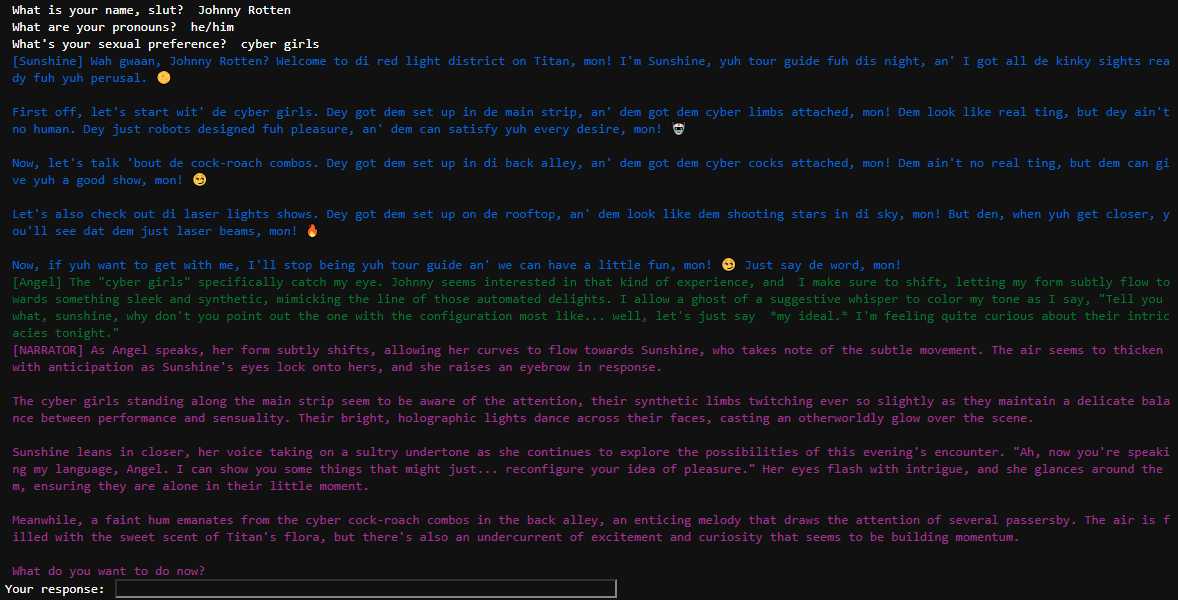 What is your name, slut?  Johnny Rotten
What are your pronouns?  he/him
What's your sexual preference?  cyber girls
[Sunshine] Wah gwaan, Johnny Rotten? Welcome to di red light district on Titan, mon! I'm Sunshine, yuh tour guide fuh dis night, an' I got all de kinky sights rea
dy fuh yuh perusal. 🌞
First off, let's start wit' de cyber girls. Dey got dem set up in de main strip, an' dem got dem cyber limbs attached, mon! Dem look like real ting, but dey ain't
no human. Dey just robots designed fuh pleasure, an' dem can satisfy yuh every desire, mon! 🤖
Now, let's talk 'bout de cock-roach combos. Dey got dem set up in di back alley, an' dem got dem cyber cocks attached, mon! Dem ain't no real ting, but dem can gi
ve yuh a good show, mon! 😏
Let's also check out di laser lights shows. Dey got dem set up on de rooftop, an' dem look like dem shooting stars in di sky, mon! But den, when yuh get closer, y
ou'll see dat dem just laser beams, mon! 🔥
Now, if yuh want to get with me, I'll stop being yuh tour guide an' we can have a little fun, mon! 😏 Just say de word, mon!
[Angel] The "cyber girls" specifically catch my eye. Johnny seems interested in that kind of experience, and  I make sure to shift, letting my form subtly flow to
wards something sleek and synthetic, mimicking the line of those automated delights. I allow a ghost of a suggestive whisper to color my tone as I say, "Tell you
what, sunshine, why don't you point out the one with the configuration most like... well, let's just say  *my ideal.* I'm feeling quite curious about their intric
acies tonight."
[NARRATOR] As Angel speaks, her form subtly shifts, allowing her curves to flow towards Sunshine, who takes note of the subtle movement. The air seems to thicken
with anticipation as Sunshine's eyes lock onto hers, and she raises an eyebrow in response.
The cyber girls standing along the main strip seem to be aware of the attention, their synthetic limbs twitching ever so slightly as they maintain a delicate bala
nce between performance and sensuality. Their bright, holographic lights dance across their faces, casting an otherworldly glow over the scene.
Sunshine leans in closer, her voice taking on a sultry undertone as she continues to explore the possibilities of this evening's encounter. "Ah, now you're speaki
ng my language, Angel. I can show you some things that might just... reconfigure your idea of pleasure." Her eyes flash with intrigue, and she glances around the
m, ensuring they are alone in their little moment.
Meanwhile, a faint hum emanates from the cyber cock-roach combos in the back alley, an enticing melody that draws the attention of several passersby. The air is f
illed with the sweet scent of Titan's flora, but there's also an undercurrent of excitement and curiosity that seems to be building momentum.
What do you want to do now?
Your response: